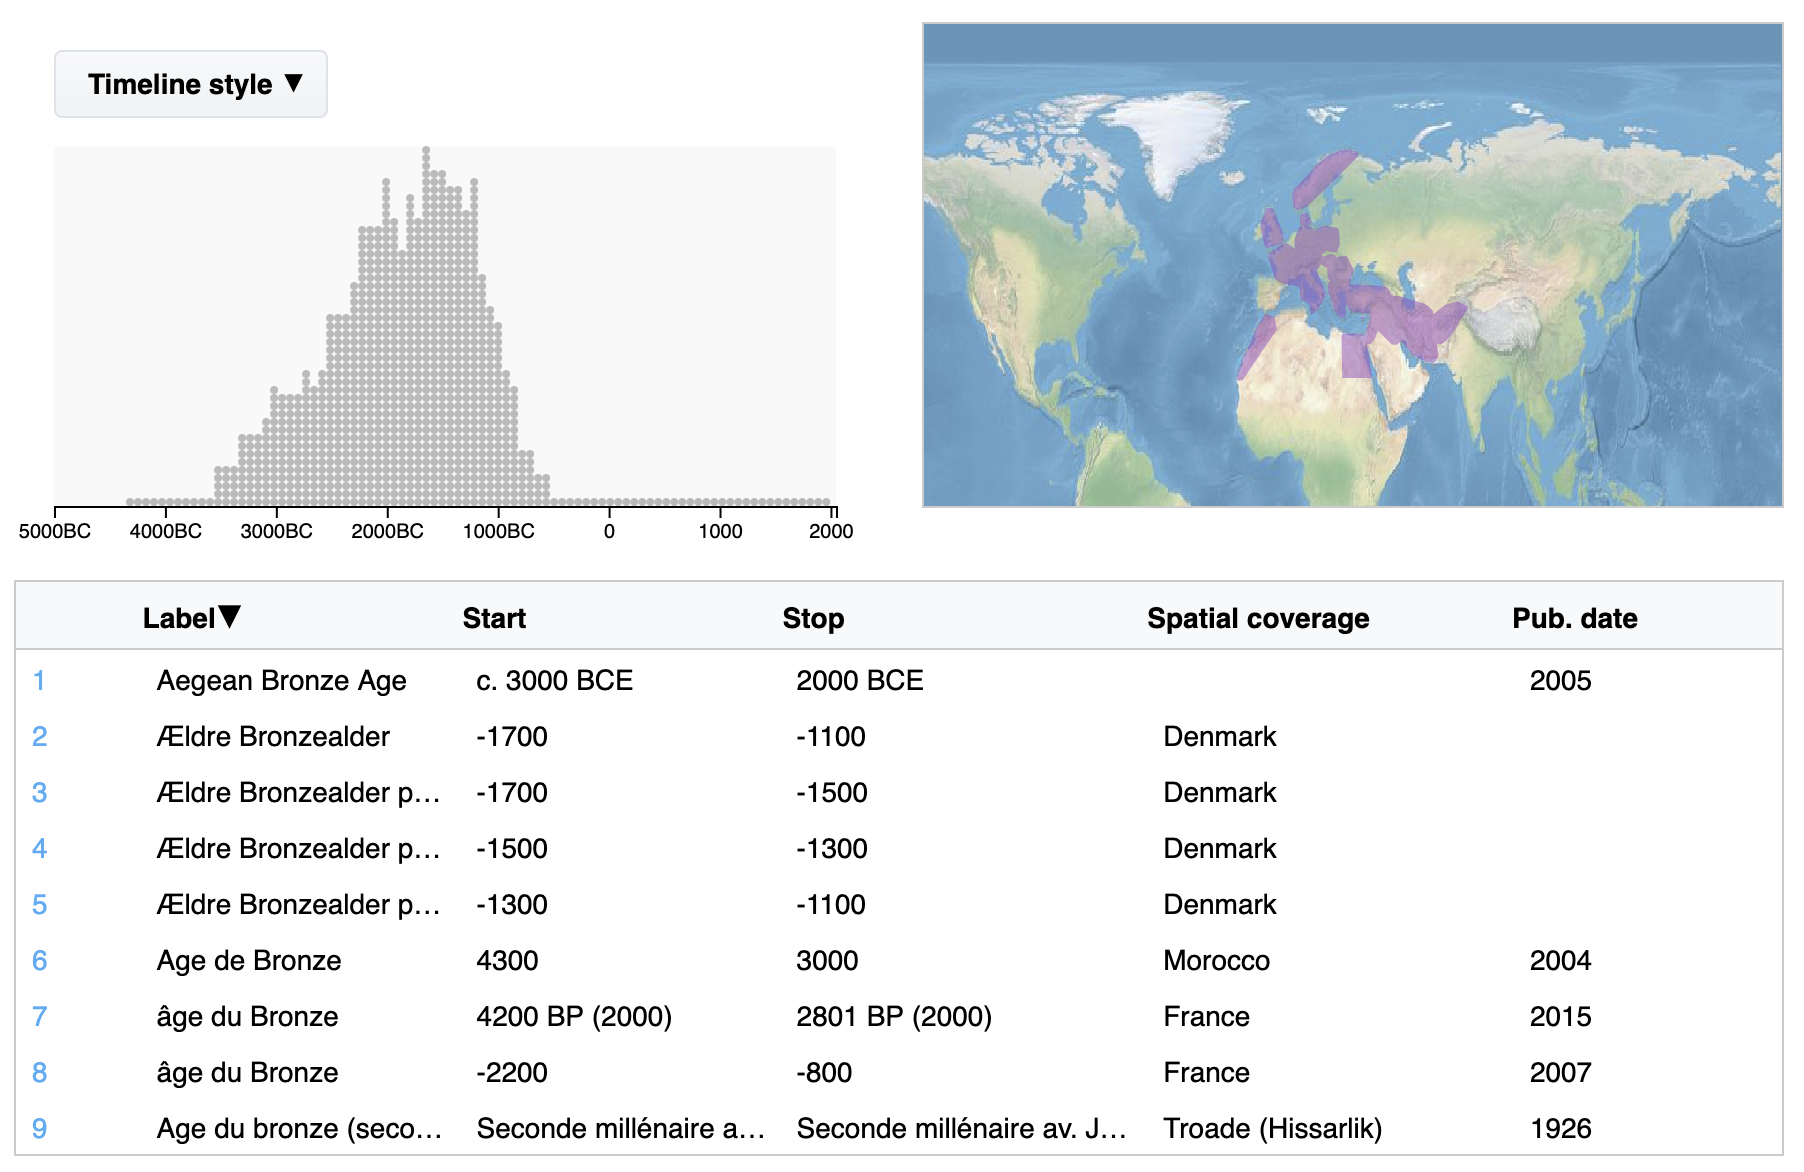 Timeline style ▼
5000BC 4000BC 3000BC 2000BC 1000BC 0 1000 2000
Label▼ Start Stop Spatial coverage Pub. date
1 Aegean Bronze Age c. 3000 BCE 2000 BCE 2005
2 Ældre Bronzealder -1700 -1100 Denmark
3 Ældre Bronzealder p… -1700 -1500 Denmark
4 Ældre Bronzealder p… -1500 -1300 Denmark
5 Ældre Bronzealder p… -1300 -1100 Denmark
6 Age de Bronze 4300 3000 Morocco 2004
7 âge du Bronze 4200 BP (2000) 2801 BP (2000) France 2015
8 âge du Bronze -2200 -800 France 2007
9 Age du bronze (seco… Seconde millénaire a… Seconde millénaire av. J… Troade (Hissarlik) 1926